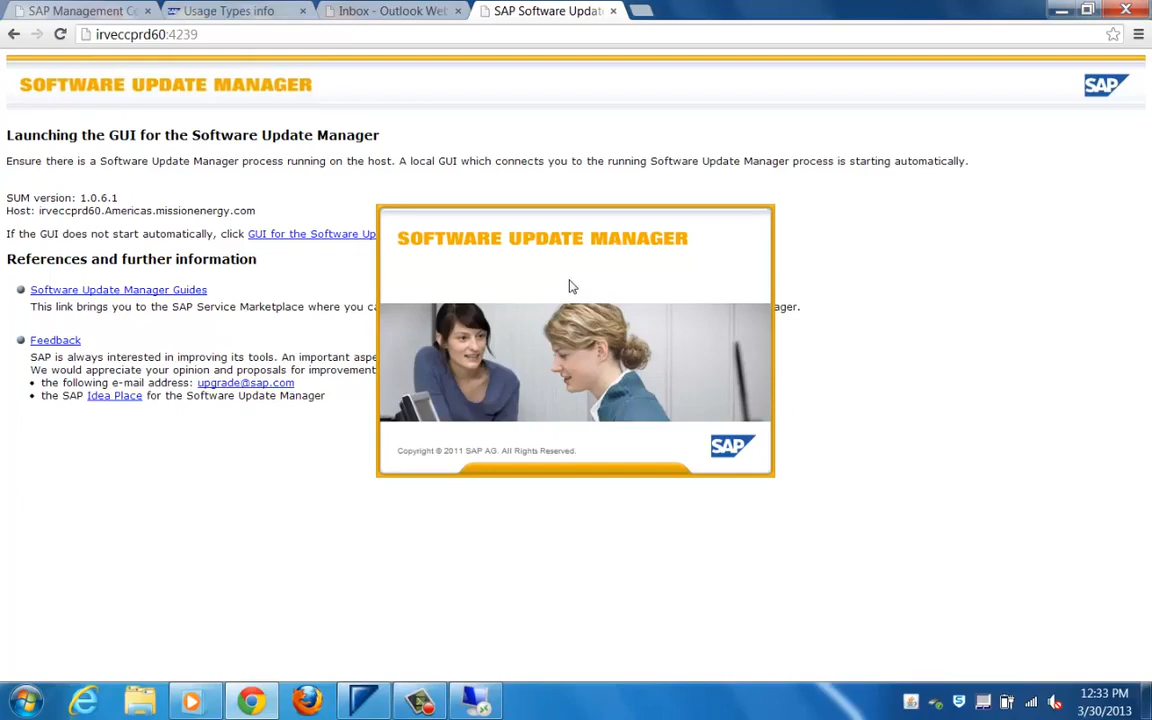 SAP Management Co
Usage Types info
Inbox - Outlook Web
SAP Software Updat
irveccprd60:4239
SOFTWARE UPDATE MANAGER
SAP
Launching the GUI for the Software Update Manager
Ensure there is a Software Update Manager process running on the host. A local GUI which connects you to the running Software Update Manager process is starting automatically.
SUM version: 1.0.6.1
Host: irveccprd60.Americas.missionenergy.com
If the GUI does not start automatically, click GUI for the Software Up
References and further information
Software Update Manager Guides
This link brings you to the SAP Service Marketplace where you ca
ager.
Feedback
SAP is always interested in improving its tools. An important aspe
We would appreciate your opinion and proposals for improvement
• the following e-mail address: upgrade@sap.com
• the SAP Idea Place for the Software Update Manager
SOFTWARE UPDATE MANAGER
Copyright © 2011 SAP AG. All Rights Reserved.
SAP
12:33 PM
3/30/2013